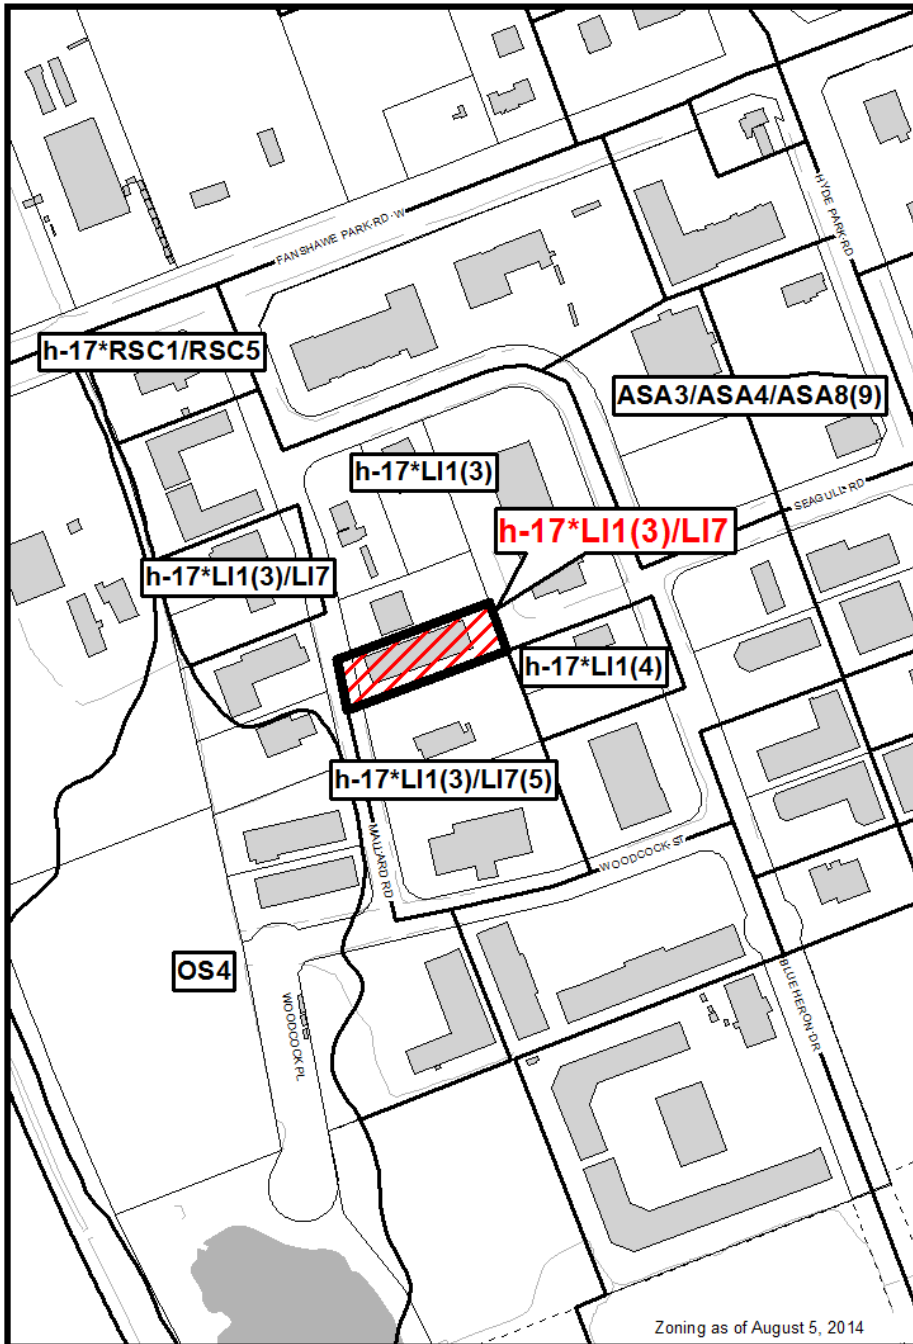 HYDE PARK RD
FANSHAWE PARK RD W
h-17*RSC1/RSC5
ASA3/ASA4/ASA8(9)
h-17*LI1(3)
SEAGULL RD
h-17*LI1(3)/LI7
h-17*LI1(3)/LI7
h-17*LI1(4)
h-17*LI1(3)/LI7(5)
MALLARD RD
WOODCOCK ST
OS4
BLUE HERON DR
WOODCOCK PL
Zoning as of August 5, 2014